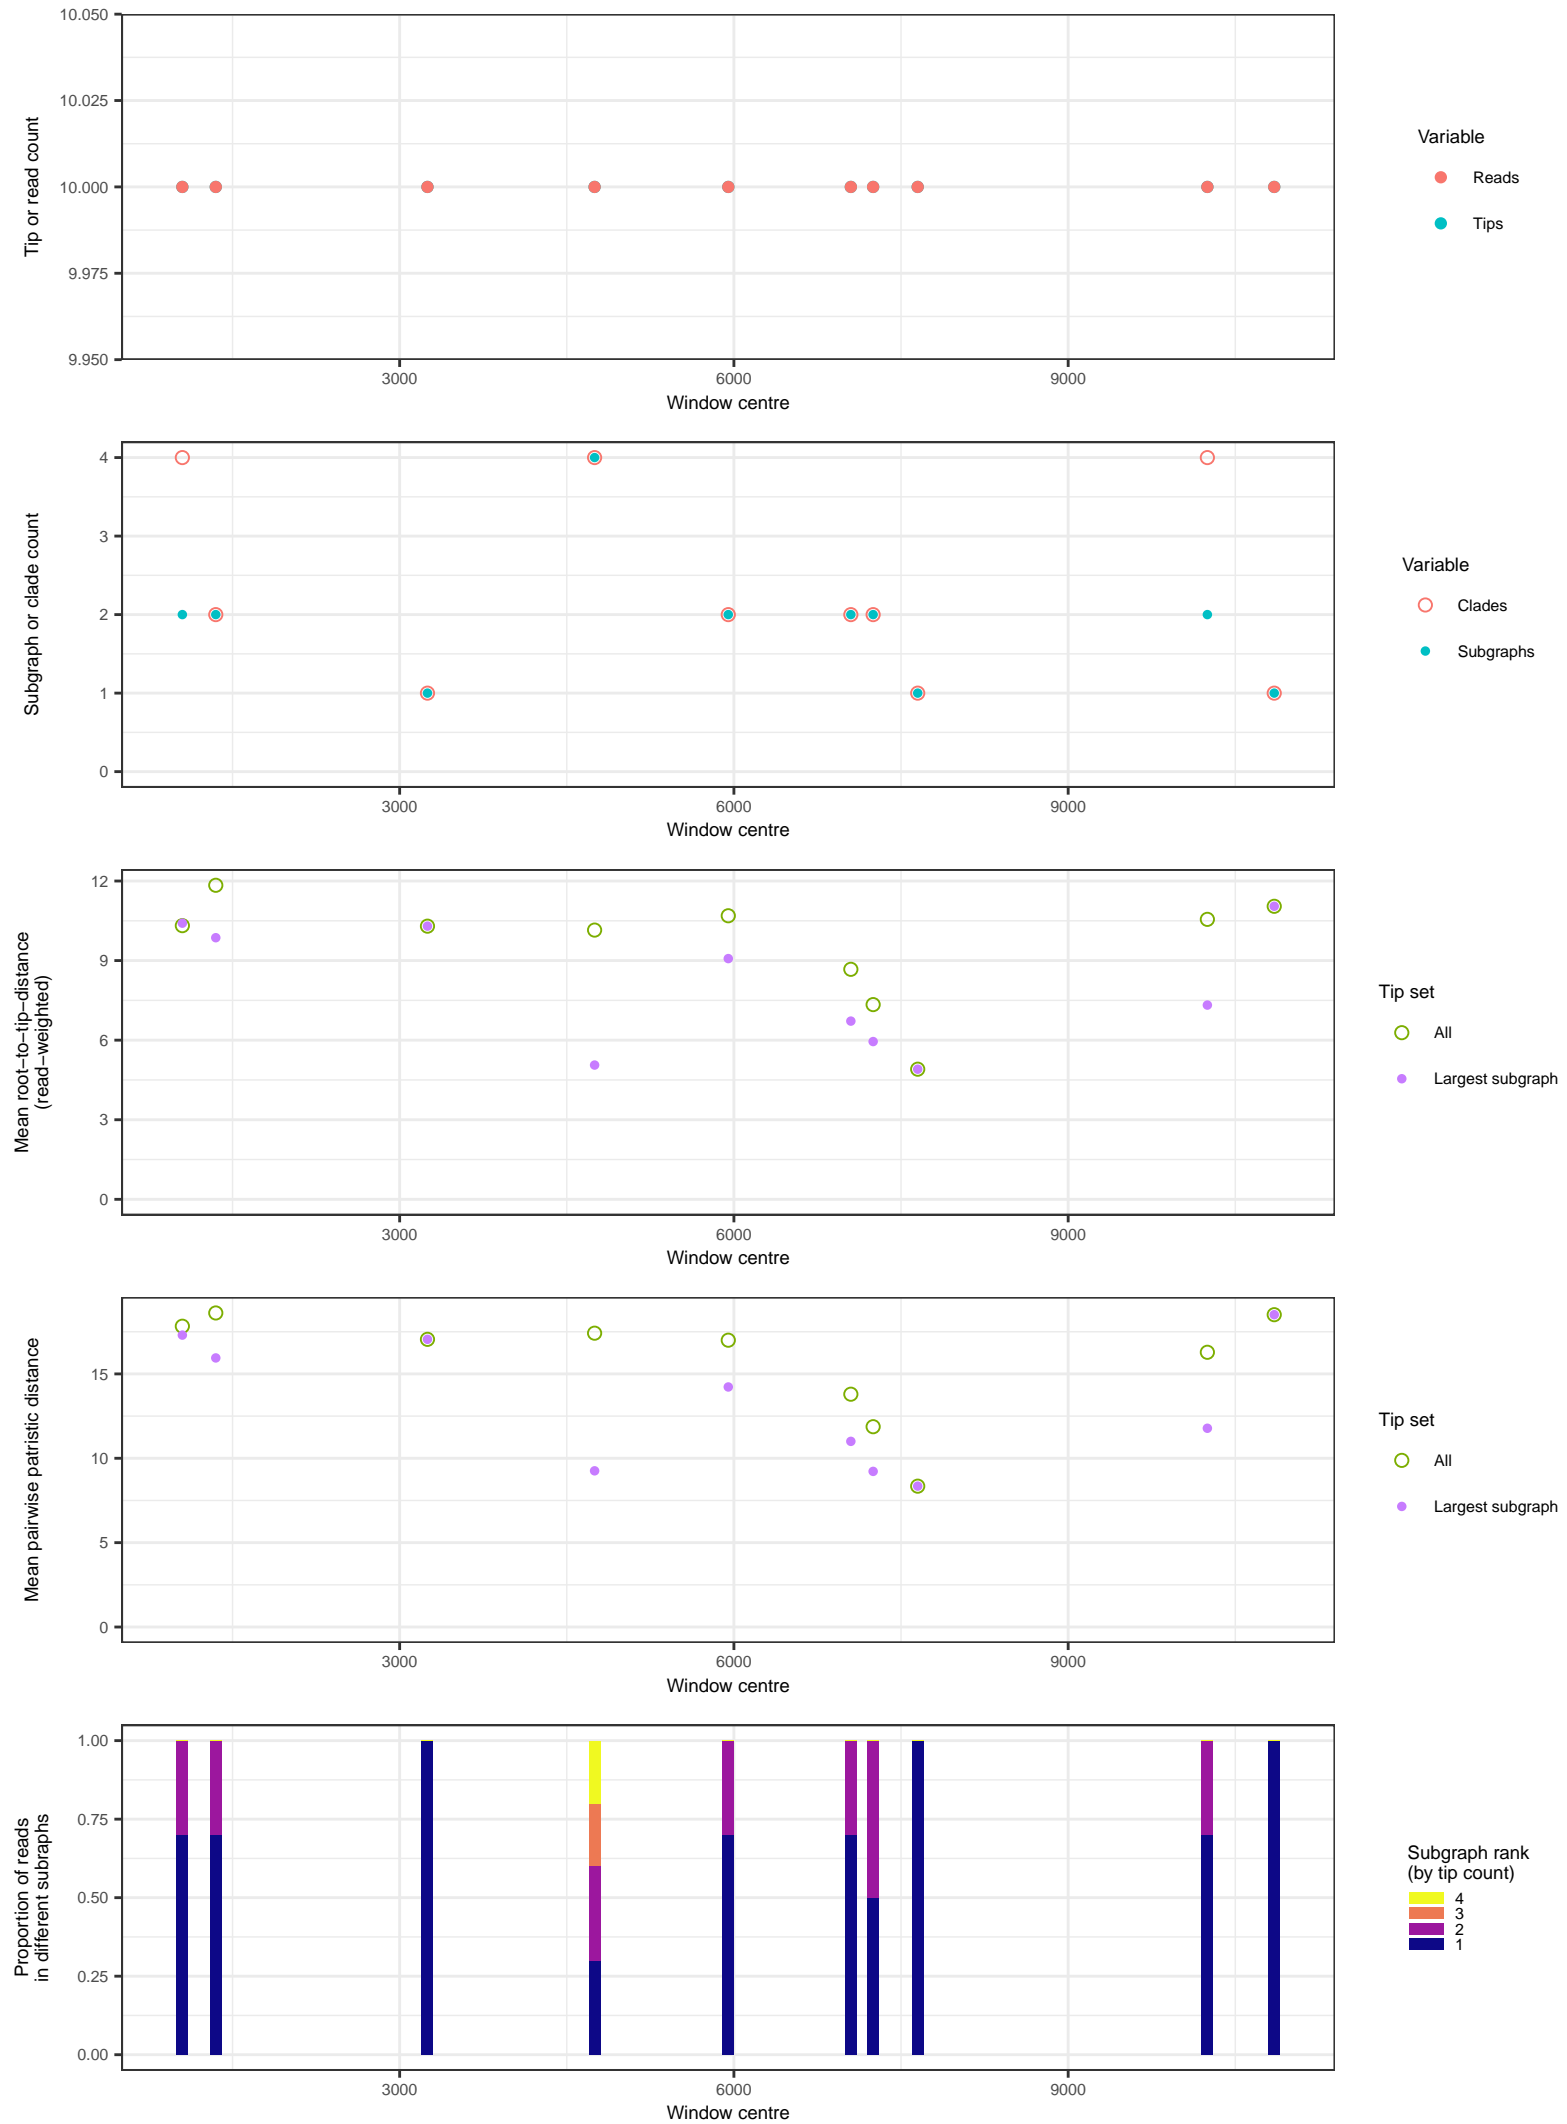 10.050
10.025
10.000
9.975
9.950
Tip or read count
3000
6000
9000
Window centre
Variable
Reads
Tips
4
3
2
1
0
Subgraph or clade count
3000
6000
9000
Window centre
Variable
Clades
Subgraphs
12
9
6
3
0
Mean root−to−tip−distance
(read−weighted)
3000
6000
9000
Window centre
Tip set
All
Largest subgraph
15
10
5
0
Mean pairwise patristic distance
3000
6000
9000
Window centre
Tip set
All
Largest subgraph
1.00
0.75
0.50
0.25
0.00
Proportion of reads
in different subraphs
3000
6000
9000
Window centre
Subgraph rank
(by tip count)
4
3
2
1